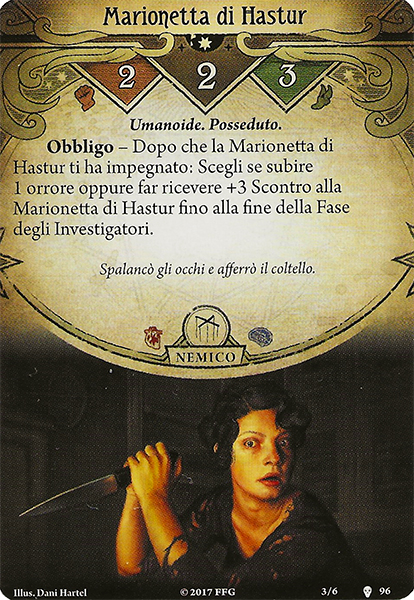 Marionetta di Hastur
2 2 3
Umanoide. Posseduto.
Obbligo – Dopo che la Marionetta di
Hastur ti ha impegnato: Scegli se subire
1 orrore oppure far ricevere +3 Scontro alla
Marionetta di Hastur fino alla fine della Fase
degli Investigatori.
Spalancò gli occhi e afferrò il coltello.
NEMICO
Illus. Dani Hartel © 2017 FFG 3/6 96